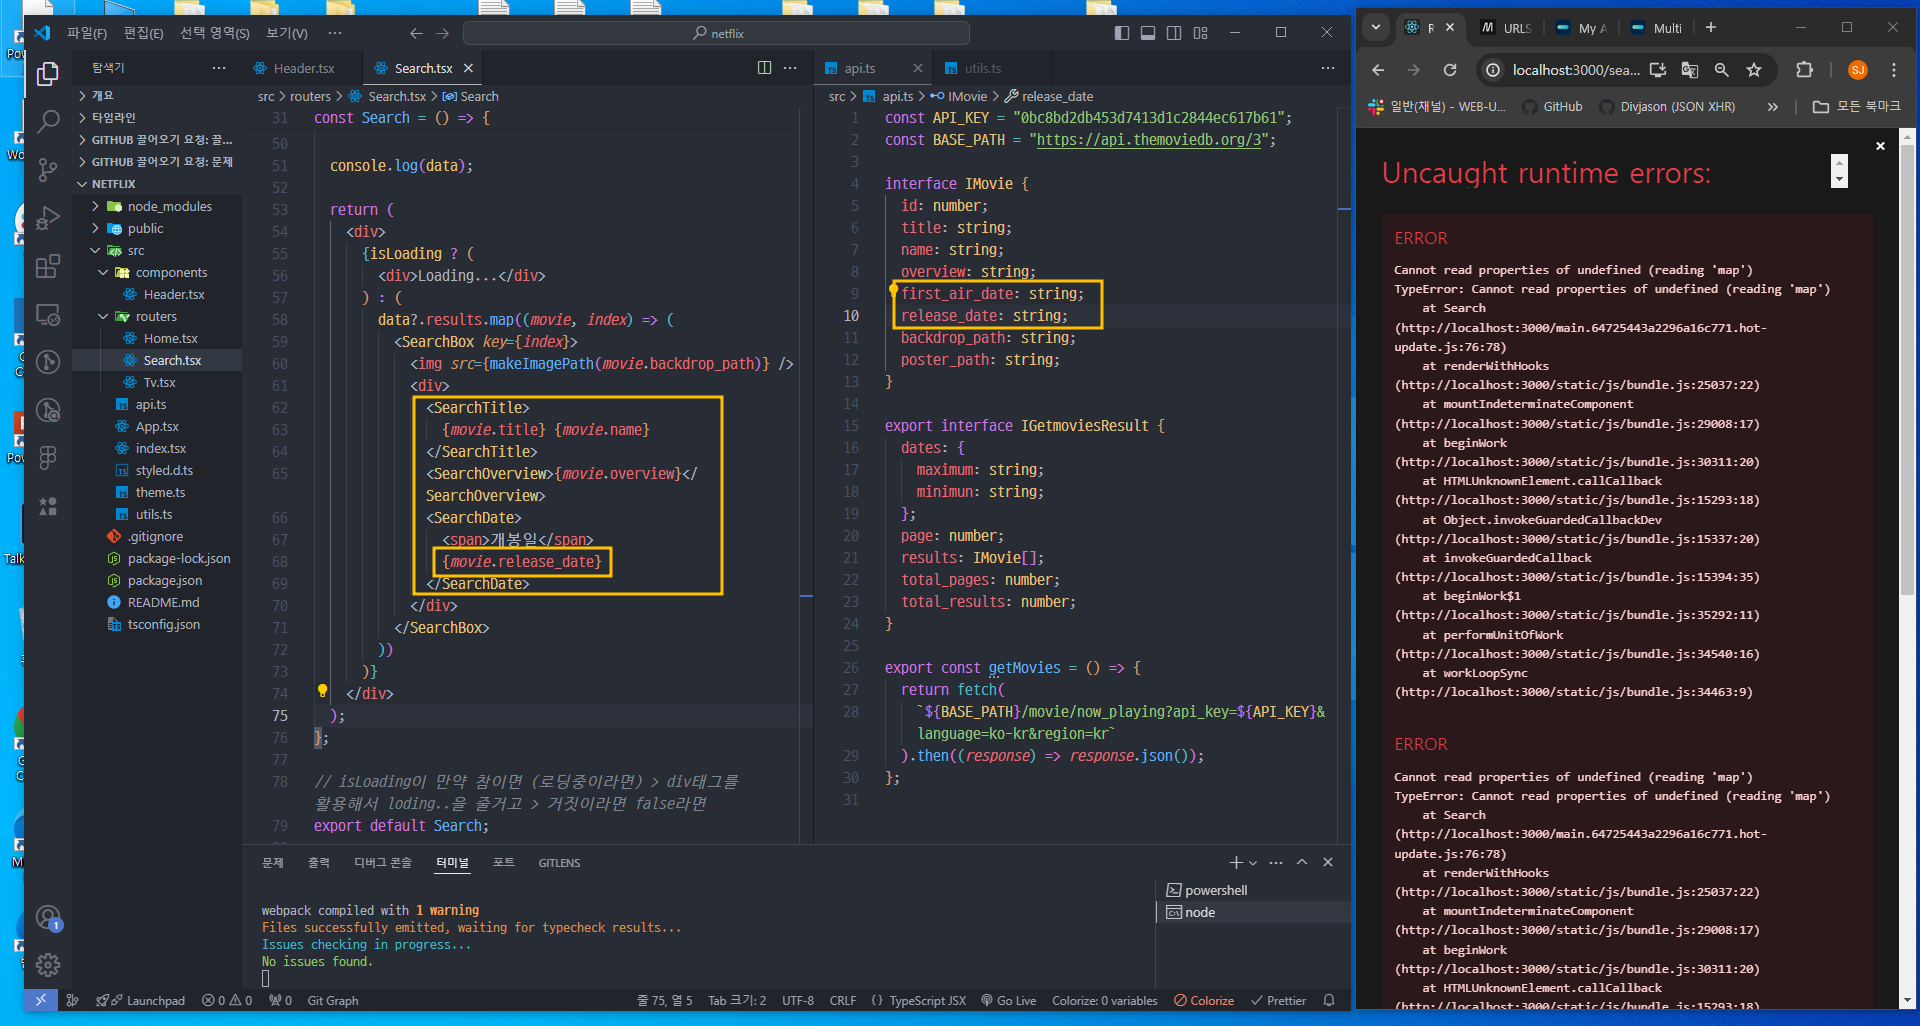 파일(F) 편집(E) 선택 영역(S) 보기(V) ···
netflix
탐색기
개요
타임라인
GITHUB 끌어오기 요청: 끌...
GITHUB 끌어오기 요청: 문제
NETFLIX
node_modules
public
src
components
Header.tsx
routers
Home.tsx
Search.tsx
Tv.tsx
api.ts
App.tsx
index.tsx
styled.d.ts
theme.ts
utils.ts
.gitignore
package-lock.json
package.json
README.md
tsconfig.json
Header.tsx Search.tsx
src > routers > Search.tsx > Search
31 const Search = () => {
50
51 console.log(data);
52
53 return (
54 <div>
55 {isLoading ? (
56 <div>Loading...</div>
57 ) : (
58 data?.results.map((movie, index) => (
59 <SearchBox key={index}>
60 <img src={makeImagePath(movie.backdrop_path)} />
61 <div>
62 <SearchTitle>
63 {movie.title} {movie.name}
64 </SearchTitle>
65 <SearchOverview>{movie.overview}</
SearchOverview>
66 <SearchDate>
67 <span>개봉일</span>
68 {movie.release_date}
69 </SearchDate>
70 </div>
71 </SearchBox>
72 ))
73 )}
74 </div>
75 );
76 };
77
78 // isLoading이 만약 참이면 (로딩중이라면) > div태그를
활용해서 loding..을 줄거고 > 거짓이라면 false라면
79 export default Search;
api.ts utils.ts
src > api.ts > IMovie > release_date
1 const API_KEY = "0bc8bd2db453d7413d1c2844ec617b61";
2 const BASE_PATH = "https://api.themoviedb.org/3";
3
4 interface IMovie {
5 id: number;
6 title: string;
7 name: string;
8 overview: string;
9 first_air_date: string;
10 release_date: string;
11 backdrop_path: string;
12 poster_path: string;
13 }
14
15 export interface IGetmoviesResult {
16 dates: {
17 maximum: string;
18 minimun: string;
19 };
20 page: number;
21 results: IMovie[];
22 total_pages: number;
23 total_results: number;
24 }
25
26 export const getMovies = () => {
27 return fetch(
28 `${BASE_PATH}/movie/now_playing?api_key=${API_KEY}&
language=ko-kr&region=kr`
29 ).then((response) => response.json());
30 };
31
문제 출력 디버그 콘솔 터미널 포트 GITLENS
webpack compiled with 1 warning
Files successfully emitted, waiting for typecheck results...
Issues checking in progress...
No issues found.
powershell
node
Launchpad 0 0 0 Git Graph 줄 75, 열 5 Tab 크기: 2 UTF-8 CRLF {} TypeScript JSX Go Live Colorize: 0 variables Colorize Prettier
1
R URLS My A Multi
localhost:3000/sea... SJ
일반(채널) - WEB-U... GitHub Divjason (JSON XHR) 모든 북마크
Uncaught runtime errors:
ERROR
Cannot read properties of undefined (reading 'map')
TypeError: Cannot read properties of undefined (reading 'map')
at Search
(http://localhost:3000/main.64725443a2296a16c771.hot-
update.js:76:78)
at renderWithHooks
(http://localhost:3000/static/js/bundle.js:25037:22)
at mountIndeterminateComponent
(http://localhost:3000/static/js/bundle.js:29008:17)
at beginWork
(http://localhost:3000/static/js/bundle.js:30311:20)
at HTMLUnknownElement.callCallback
(http://localhost:3000/static/js/bundle.js:15293:18)
at Object.invokeGuardedCallbackDev
(http://localhost:3000/static/js/bundle.js:15337:20)
at invokeGuardedCallback
(http://localhost:3000/static/js/bundle.js:15394:35)
at beginWork$1
(http://localhost:3000/static/js/bundle.js:35292:11)
at performUnitOfWork
(http://localhost:3000/static/js/bundle.js:34540:16)
at workLoopSync
(http://localhost:3000/static/js/bundle.js:34463:9)
ERROR
Cannot read properties of undefined (reading 'map')
TypeError: Cannot read properties of undefined (reading 'map')
at Search
(http://localhost:3000/main.64725443a2296a16c771.hot-
update.js:76:78)
at renderWithHooks
(http://localhost:3000/static/js/bundle.js:25037:22)
at mountIndeterminateComponent
(http://localhost:3000/static/js/bundle.js:29008:17)
at beginWork
(http://localhost:3000/static/js/bundle.js:30311:20)
at HTMLUnknownElement.callCallback
(http://localhost:3000/static/js/bundle.js:15293:18)